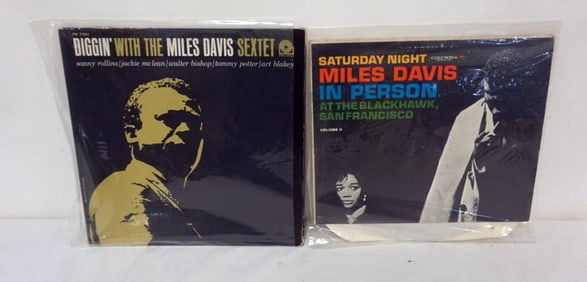 DIGGIN' WITH THE MILES DAVIS SEXTET
sonny rollins/jackie mclean/walter bishop/tommy potter/art blakey
SATURDAY NIGHT
COLUMBIA
MILES DAVIS
IN PERSON
AT THE BLACKHAWK,
SAN FRANCISCO
VOLUME II